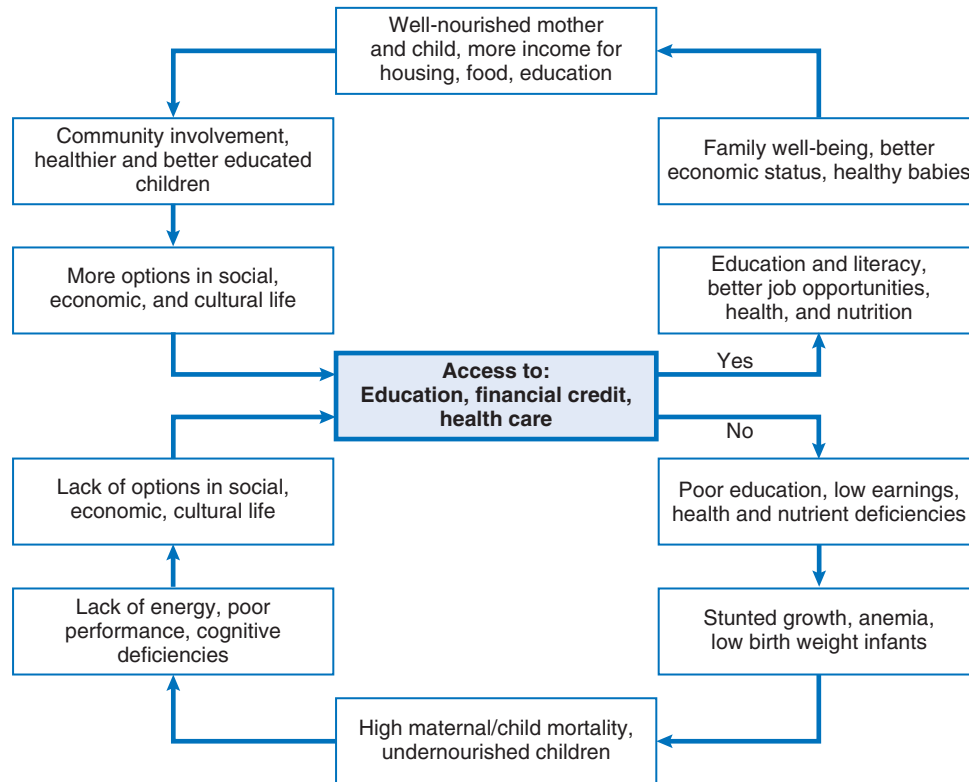 Well-nourished mother
and child, more income for
housing, food, education
Community involvement,
healthier and better educated
children
Family well-being, better
economic status, healthy babies
More options in social,
economic, and cultural life
Education and literacy,
better job opportunities,
health, and nutrition
Access to:
Education, financial credit,
health care
Yes
No
Lack of options in social,
economic, cultural life
Poor education, low earnings,
health and nutrient deficiencies
Lack of energy, poor
performance, cognitive
deficiencies
Stunted growth, anemia,
low birth weight infants
High maternal/child mortality,
undernourished children